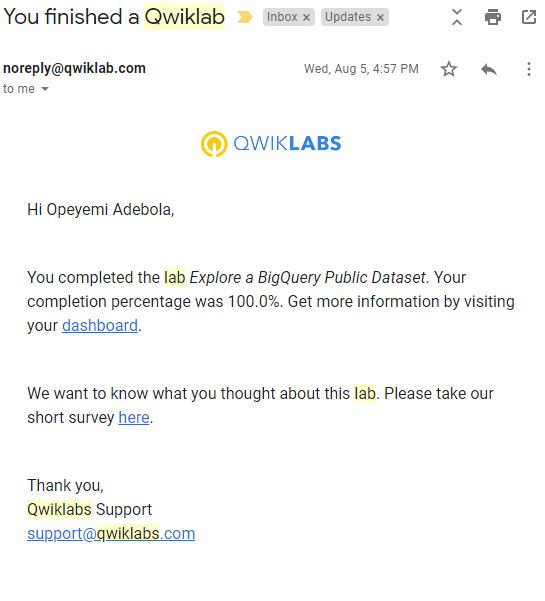 You finished a Qwiklab Inbox × Updates ×
noreply@qwiklab.com Wed, Aug 5, 4:57 PM
to me
QWIKLABS
Hi Opeyemi Adebola,
You completed the lab Explore a BigQuery Public Dataset. Your
completion percentage was 100.0%. Get more information by visiting
your dashboard.
We want to know what you thought about this lab. Please take our
short survey here.
Thank you,
Qwiklabs Support
support@qwiklabs.com